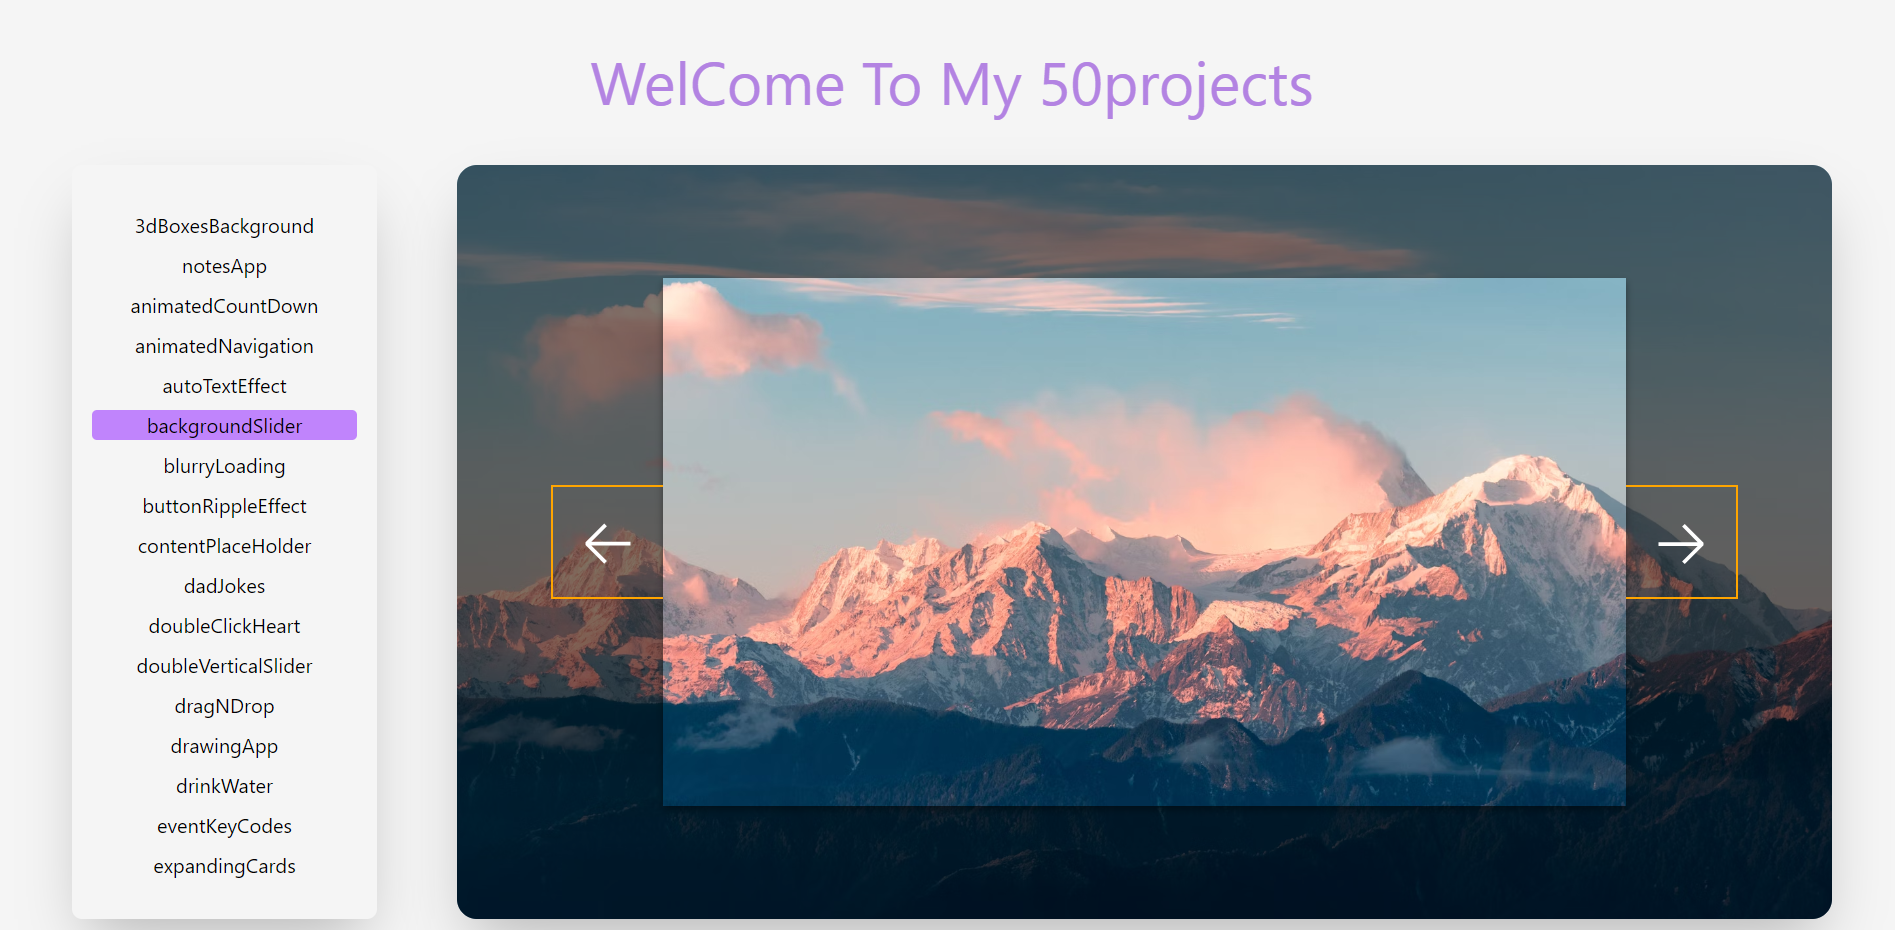 WelCome To My 50projects
3dBoxesBackground
notesApp
animatedCountDown
animatedNavigation
autoTextEffect
backgroundSlider
blurryLoading
buttonRippleEffect
contentPlaceHolder
dadJokes
doubleClickHeart
doubleVerticalSlider
dragNDrop
drawingApp
drinkWater
eventKeyCodes
expandingCards